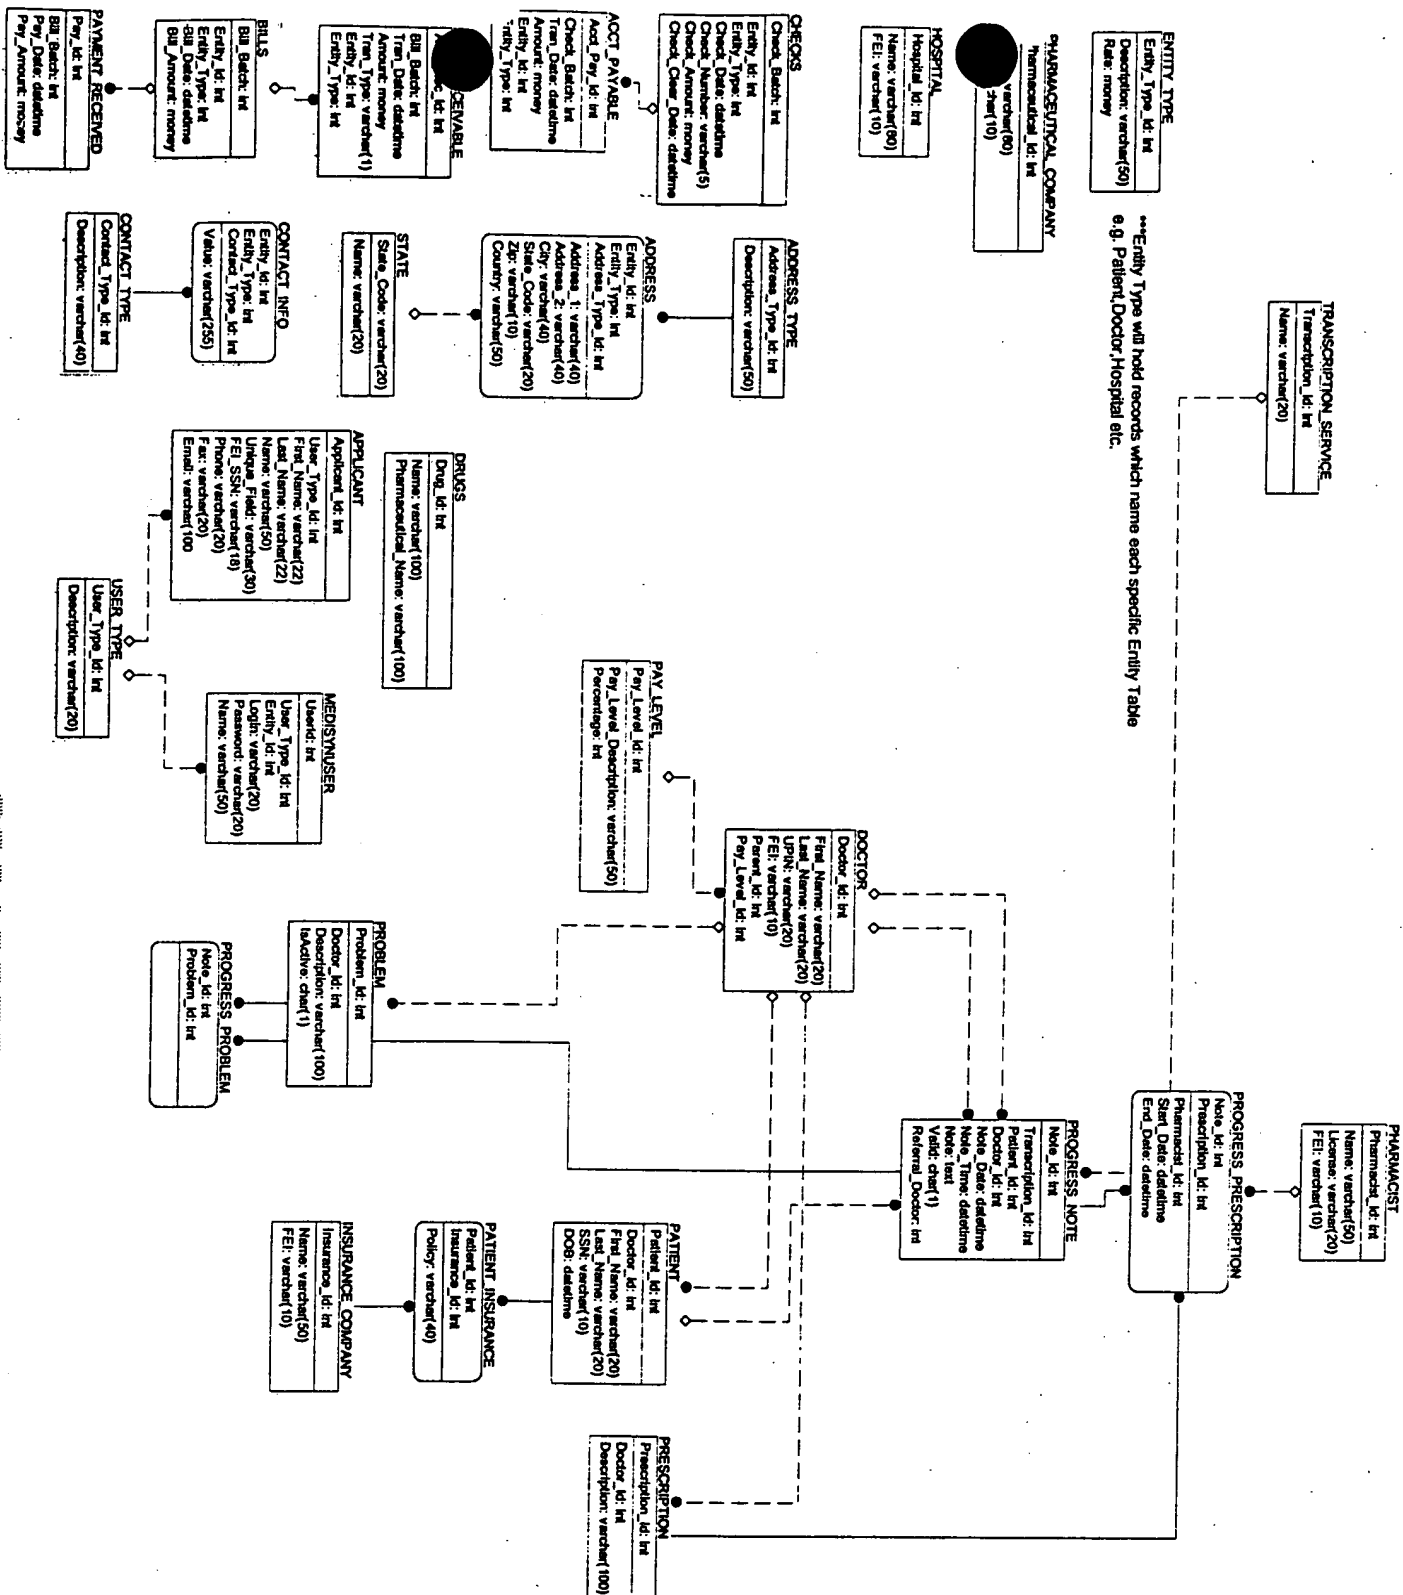 ENTITY_TYPE
Entity_Type_Id: int
Description: varchar(50)
Rate: money
***Entity Type will hold records which name each specific Entity Table
e.g. Patient,Doctor,Hospital etc.
TRANSCRIPTION_SERVICE
Transcription_Id: int
Name: varchar(20)
PHARMACIST
Pharmacist_Id: int
Name: varchar(50)
License: varchar(20)
FEI: varchar(10)
PHARMACEUTICAL_COMPANY
harmaceutical_Id: int
varchar(60)
char(10)
PROGRESS_PRESCRIPTION
Note_Id: int
Prescription_Id: int
Pharmacist_Id: int
Start_Date: datetime
End_Date: datetime
HOSPITAL
Hospital_Id: int
Name: varchar(60)
FEI: varchar(10)
PROGRESS_NOTE
Note_Id: int
Transcription_Id: int
Patient_Id: int
Doctor_Id: int
Note_Date: datetime
Note_Time: datetime
Note: text
Valid: char(1)
Referral_Doctor: int
CHECKS
Check_Batch: int
Entity_Id: int
Entity_Type: int
Check_Date: datetime
Check_Number: varchar(5)
Check_Amount: money
Check_Clear_Date: datetime
ADDRESS_TYPE
Address_Type_Id: int
Description: varchar(50)
DOCTOR
Doctor_Id: int
First_Name: varchar(20)
Last_Name: varchar(20)
UPIN: varchar(20)
FEI: varchar(10)
Parent_Id: int
Pay_Level_Id: int
ACCT_PAYABLE
Acct_Pay_Id: int
Check_Batch: int
Tran_Date: datetime
Amount: money
Entity_Id: int
ntity_Type: int
ADDRESS
Entity_Id: int
Entity_Type: int
Address_Type_Id: int
Address_1: varchar(40)
Address_2: varchar(40)
City: varchar(40)
State_Code: varchar(20)
Zip: varchar(10)
Country: varchar(50)
PAY_LEVEL
Pay_Level_Id: int
Pay_Level_Description: varchar(50)
Percentage: int
PATIENT
Patient_Id: int
Doctor_Id: int
First_Name: varchar(20)
Last_Name: varchar(20)
SSN: varchar(10)
DOB: datetime
PRESCRIPTION
Prescription_Id: int
Doctor_Id: int
Description: varchar(100)
CEIVABLE
c_Id: int
Bill_Batch: int
Tran_Date: datetime
Amount: money
Tran_Type: varchar(1)
Entity_Id: int
Entity_Type: int
STATE
State_Code: varchar(20)
Name: varchar(20)
DRUGS
Drug_Id: int
Name: varchar(100)
Pharmaceutical_Name: varchar(100)
PATIENT_INSURANCE
Patient_Id: int
Insurance_Id: int
Policy: varchar(40)
BILLS
Bill_Batch: int
Entity_Id: int
Entity_Type: int
Bill_Date: datetime
Bill_Amount: money
CONTACT_INFO
Entity_Id: int
Entity_Type: int
Contact_Type_Id: int
Value: varchar(255)
APPLICANT
Applicant_Id: int
User_Type_Id: int
First_Name: varchar(22)
Last_Name: varchar(22)
Name: varchar(50)
Unique_Field: varchar(30)
FEI_SSN: varchar(18)
Phone: varchar(20)
Fax: varchar(20)
Email: varchar(100
MEDISYNUSER
UserId: int
User_Type_Id: int
Entity_Id: int
Login: varchar(20)
Password: varchar(20)
Name: varchar(50)
PROBLEM
Problem_Id: int
Doctor_Id: int
Description: varchar(100)
IsActive: char(1)
INSURANCE_COMPANY
Insurance_Id: int
Name: varchar(50)
FEI: varchar(10)
PAYMENT_RECEIVED
Pay_Id: int
Bill_Batch: int
Pay_Date: datetime
Pay_Amount: money
CONTACT_TYPE
Contact_Type_Id: int
Description: varchar(40)
USER_TYPE
User_Type_Id: int
Description: varchar(20)
PROGRESS_PROBLEM
Note_Id: int
Problem_Id: int